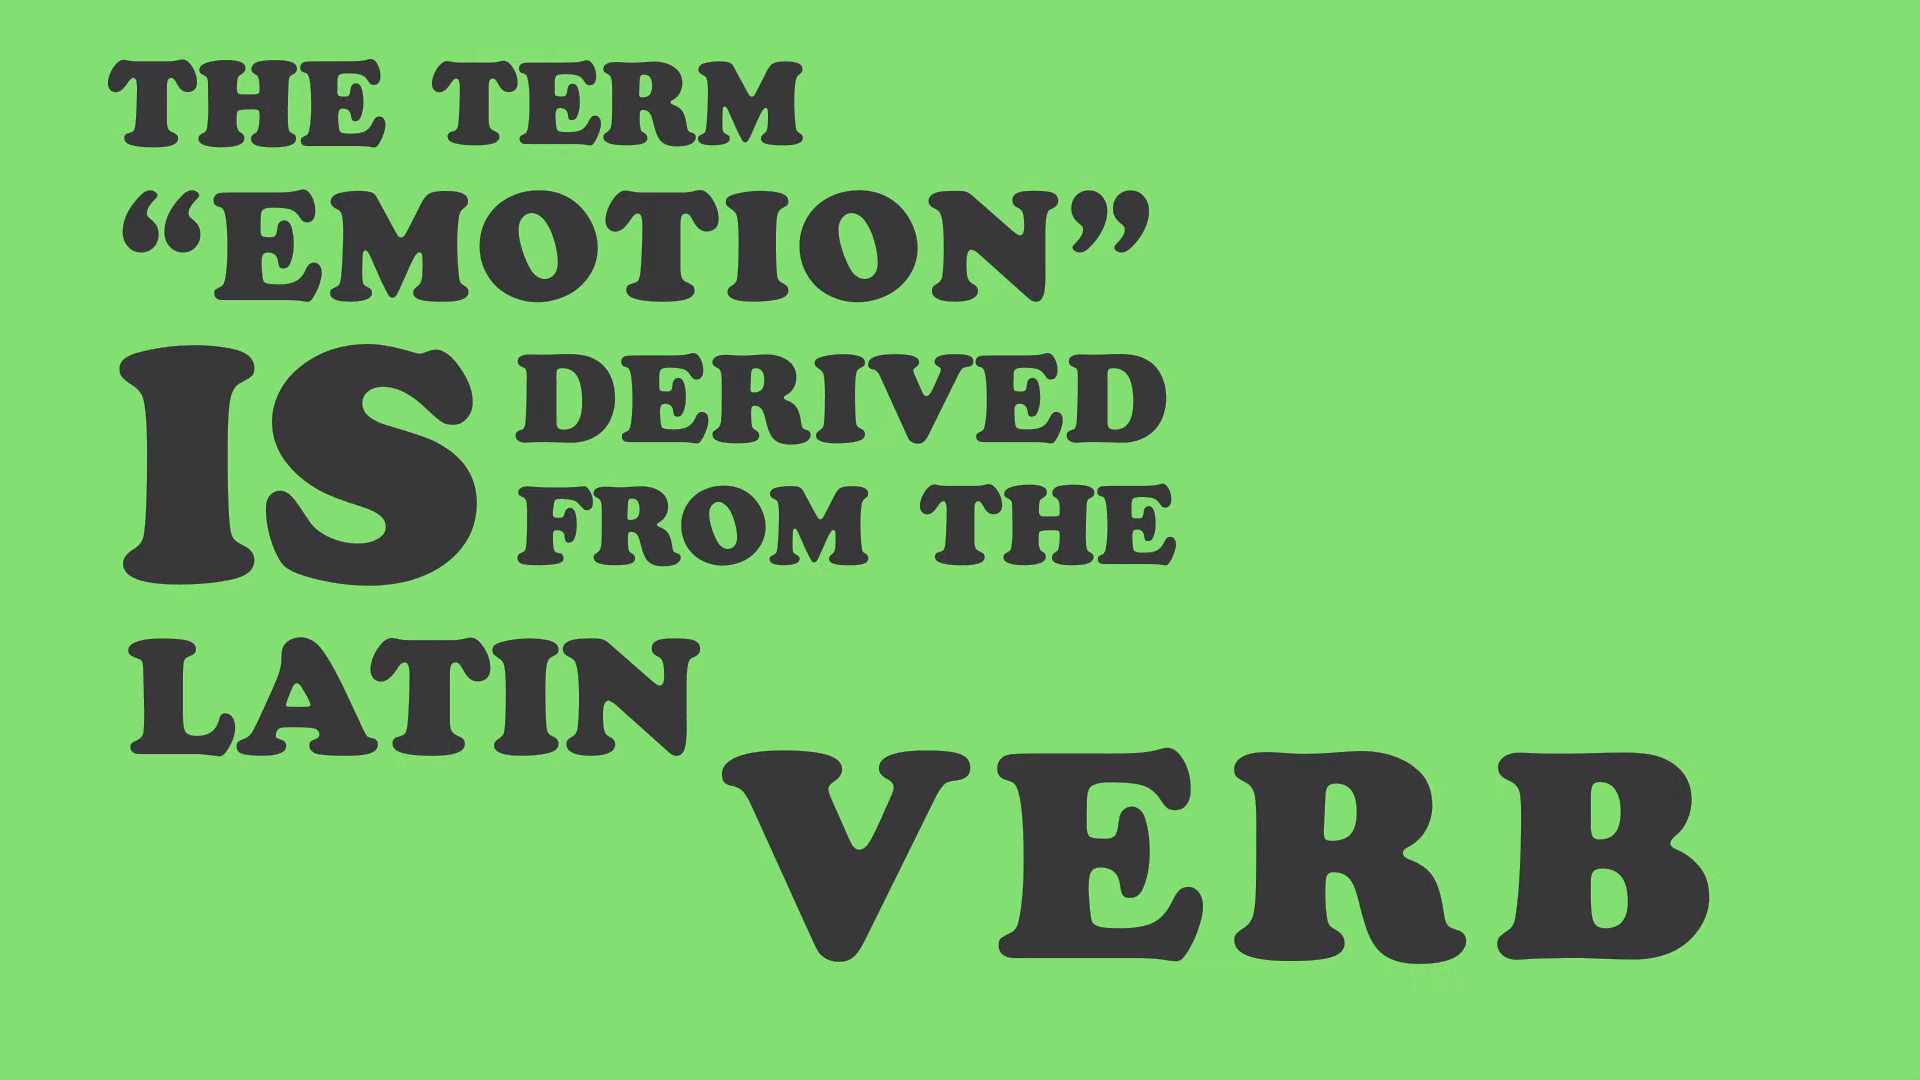 THE TERM
“EMOTION”
IS DERIVED
FROM THE
LATIN
VERB